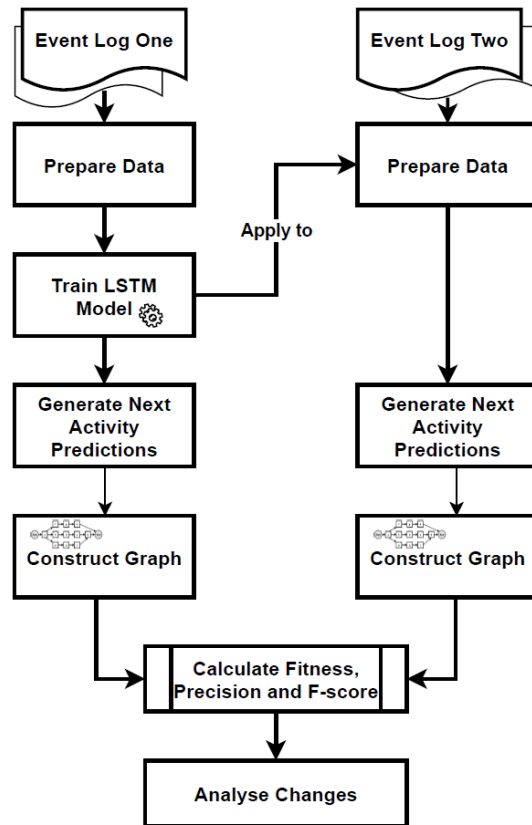 Event Log One
Event Log Two
Prepare Data
Prepare Data
Apply to
Train LSTM
Model
Generate Next
Activity
Predictions
Generate Next
Activity
Predictions
Construct Graph
Construct Graph
Calculate Fitness,
Precision and F-score
Analyse Changes